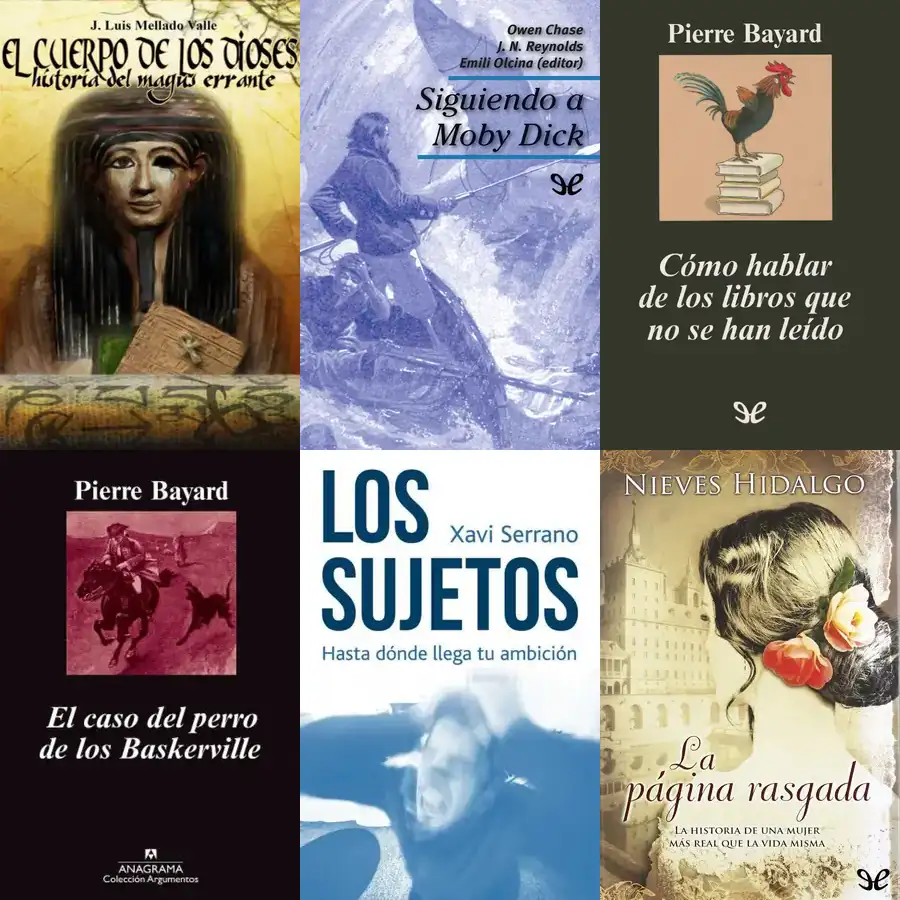 J. Luis Mellado Valle
EL CUERPO DE LOS DIOSES
historia del magus errante
Owen Chase
J. N. Reynolds
Emili Olcina (editor)
Siguiendo a
Moby Dick
Pierre Bayard
Cómo hablar
de los libros que
no se han leído
Pierre Bayard
El caso del perro
de los Baskerville
ANAGRAMA
Colección Argumentos
LOS
Xavi Serrano
SUJETOS
Hasta dónde llega tu ambición
NIEVES HIDALGO
La
página rasgada
LA HISTORIA DE UNA MUJER
MÁS REAL QUE LA VIDA MISMA